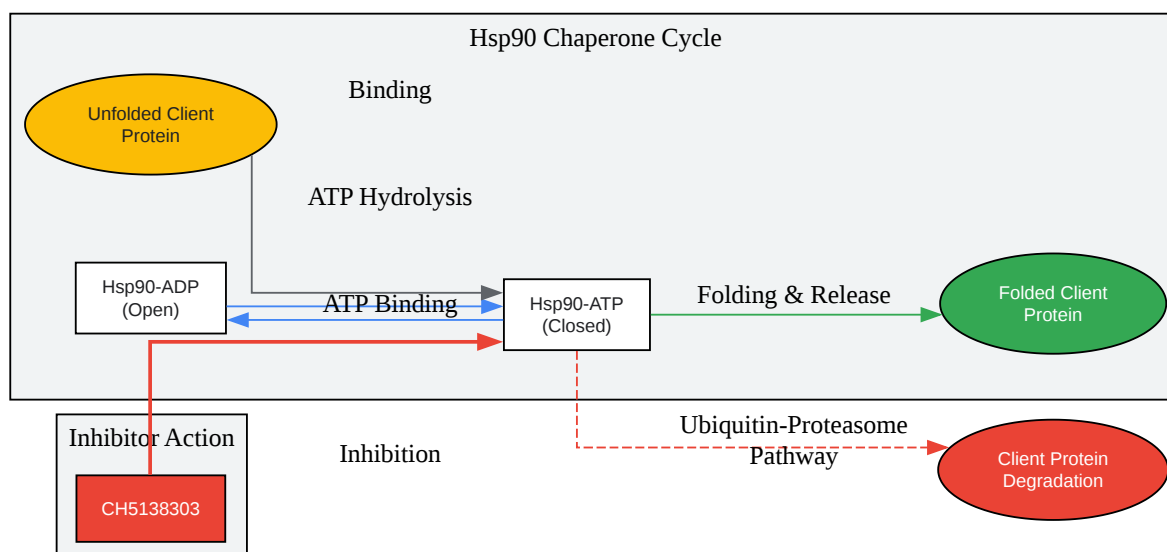 Hsp90 Chaperone Cycle
Binding
Unfolded Client
Protein
ATP Hydrolysis
Hsp90-ADP
(Open)
ATP Binding
Hsp90-ATP
(Closed)
Folding & Release
Folded Client
Protein
Inhibitor Action
CH5138303
Inhibition
Ubiquitin-Proteasome
Pathway
Client Protein
Degradation